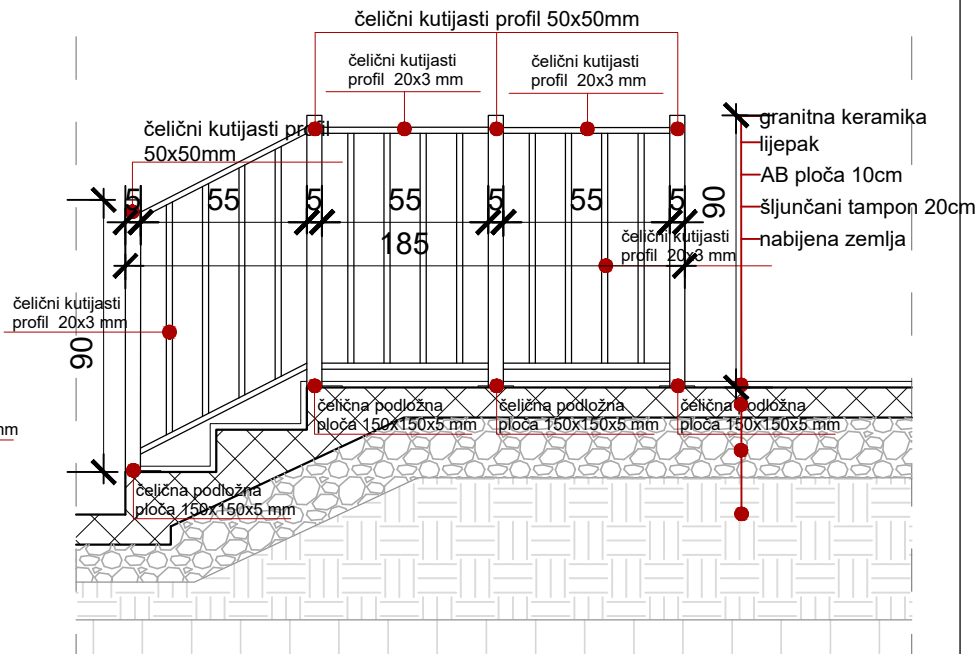 čelični kutijasti profil 50x50mm
čelični kutijasti
profil 20x3 mm
čelični kutijasti
profil 20x3 mm
čelični kutijasti profil
50x50mm
granitna keramika
lijepak
AB ploča 10cm
šljunčani tampon 20cm
nabijena zemlja
5
55
5
55
5
55
5
90
185
čelični kutijasti
profil 20x3 mm
čelični kutijasti
profil 20x3 mm
90
čelična podložna
ploča 150x150x5 mm
čelična podložna
ploča 150x150x5 mm
čelična podložna
ploča 150x150x5 mm
mm
čelična podložna
ploča 150x150x5 mm